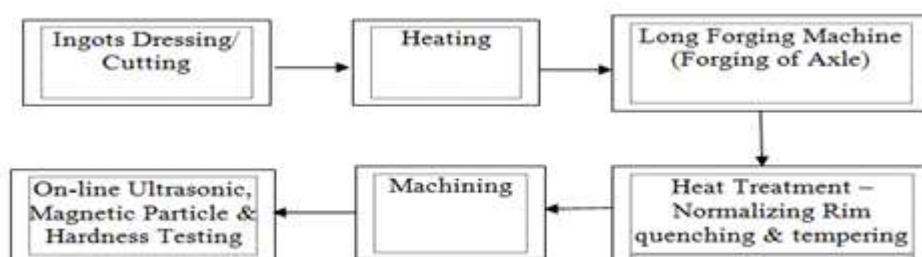 Ingots Dressing/
Cutting
Heating
Long Forging Machine
(Forging of Axle)
Heat Treatment –
Normalizing Rim
quenching & tempering
Machining
On-line Ultrasonic,
Magnetic Particle &
Hardness Testing